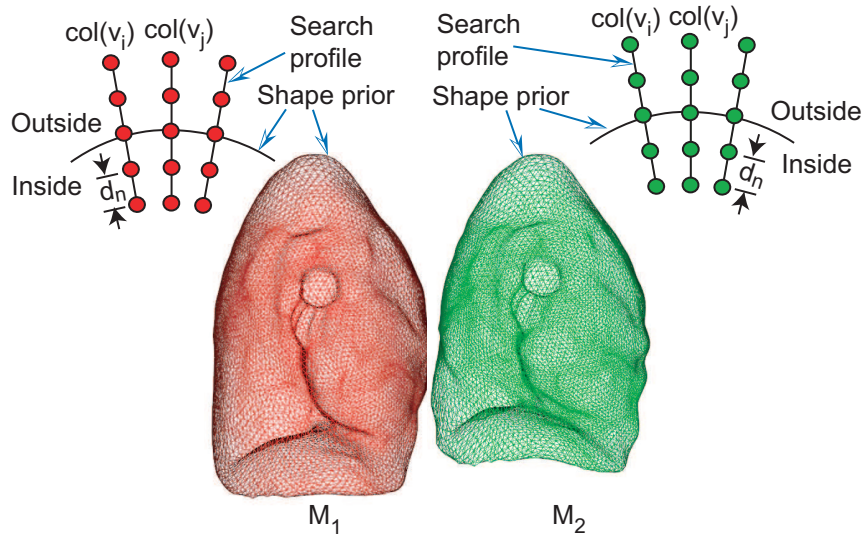 col(vᵢ) col(vⱼ)
Search
profile
Shape prior
Outside
Inside
dₙ
col(vᵢ) col(vⱼ)
Search
profile
Shape prior
Outside
Inside
dₙ
M₁
M₂